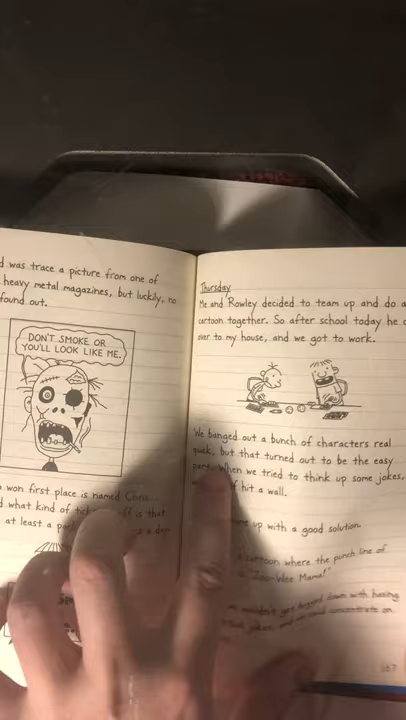 d was trace a picture from one of
heavy metal magazines, but luckily, no
found out.
DON'T SMOKE OR
YOU'LL LOOK LIKE ME.
won first place is named Chris
what kind of
at least a
Thursday
Me and Rowley decided to team up and do a
cartoon together. So after school today he c
over to my house, and we got to work.
We banged out a bunch of characters real
quick, but that turned out to be the easy
part. When we tried to think up some jokes,
hit a wall.
up with a good solution.
cartoon where the punch line of
"Zoo-Wee Mama!"
get bogged down with having
jokes, and we could concentrate on
167